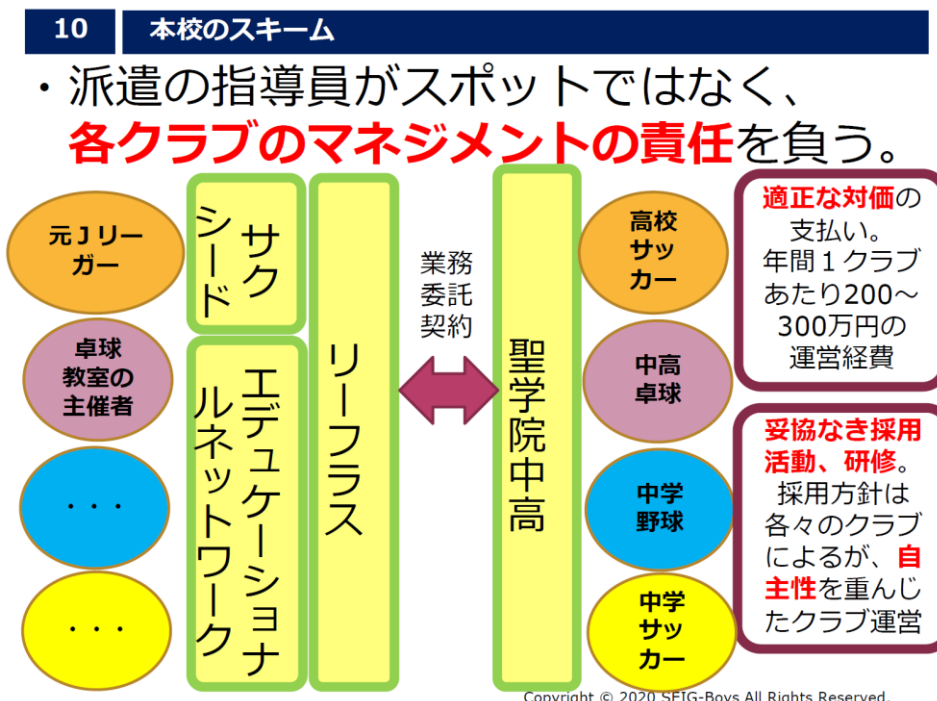 10 本校のスキーム
・派遣の指導員がスポットではなく、
各クラブのマネジメントの責任を負う。
元Jリー
ガー
卓球
教室の
主催者
・・・
・・・
サク
シード
エデュケーショナ
ルネットワーク
リーフラス
業務
委託
契約
聖学院中高
高校
サッ
カー
中高
卓球
中学
野球
中学
サッ
カー
適正な対価の
支払い。
年間1クラブ
あたり200～
300万円の
運営経費
妥協なき採用
活動、研修。
採用方針は
各々のクラブ
によるが、自
主性を重んじ
たクラブ運営
Copyright © 2020 SEIG-Boys All Rights Reserved.